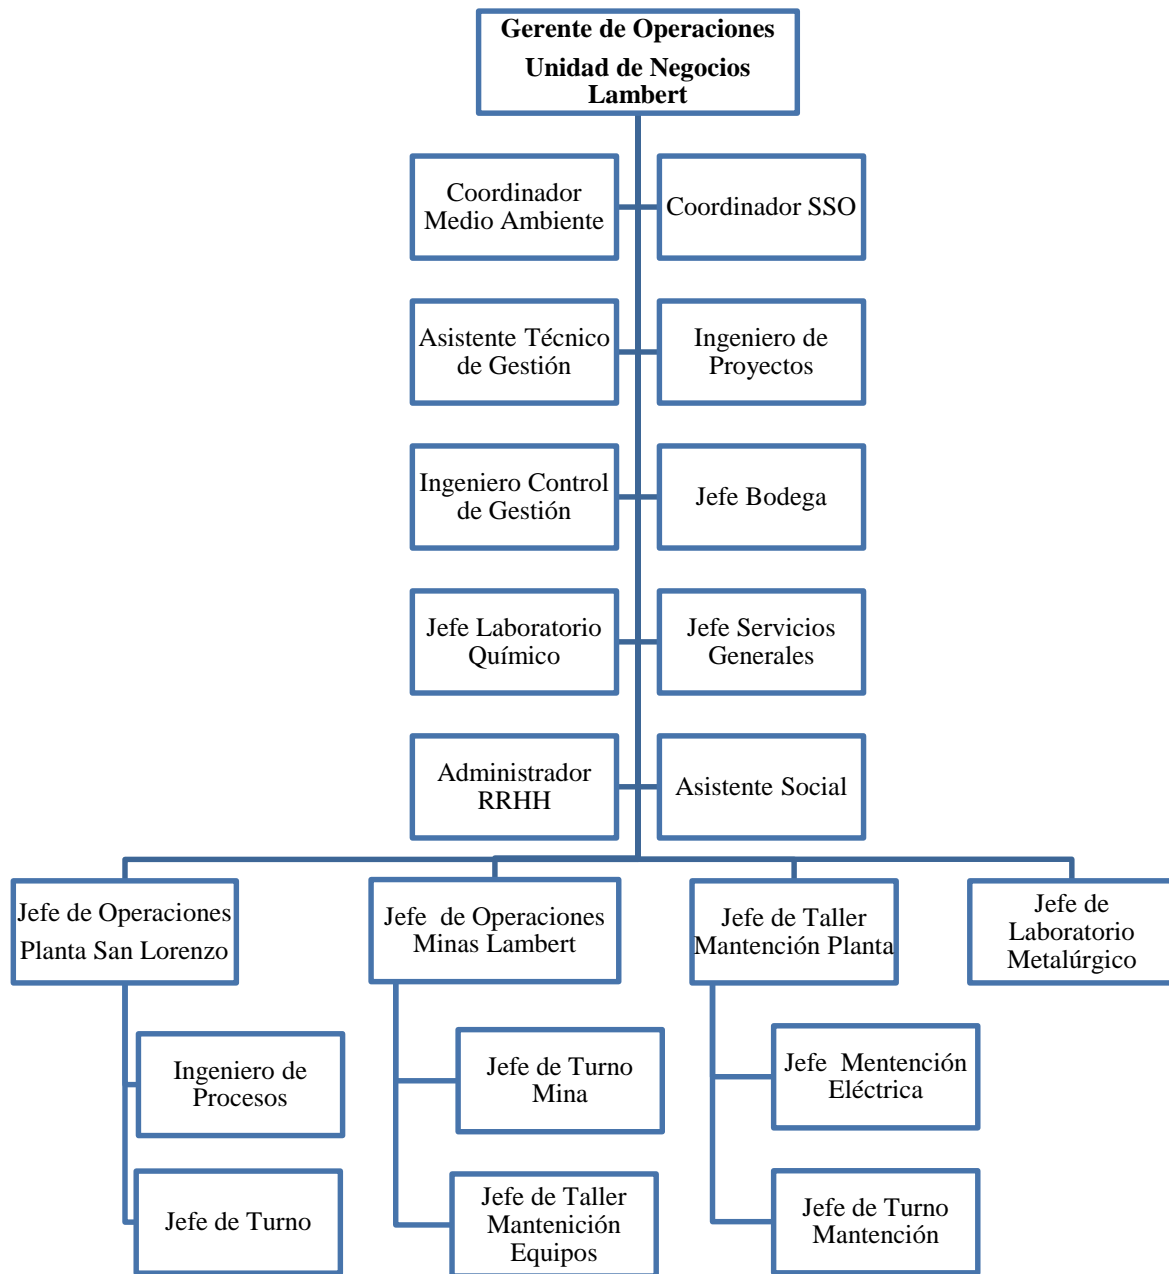 Gerente de Operaciones
Unidad de Negocios
Lambert
Coordinador
Medio Ambiente
Coordinador SSO
Asistente Técnico
de Gestión
Ingeniero de
Proyectos
Ingeniero Control
de Gestión
Jefe Bodega
Jefe Laboratorio
Químico
Jefe Servicios
Generales
Administrador
RRHH
Asistente Social
Jefe de Operaciones
Planta San Lorenzo
Jefe  de Operaciones
Minas Lambert
Jefe de Taller
Mantención Planta
Jefe de
Laboratorio
Metalúrgico
Ingeniero de
Procesos
Jefe de Turno
Mina
Jefe  Mentención
Eléctrica
Jefe de Turno
Jefe de Taller
Mantenición
Equipos
Jefe de Turno
Mantención